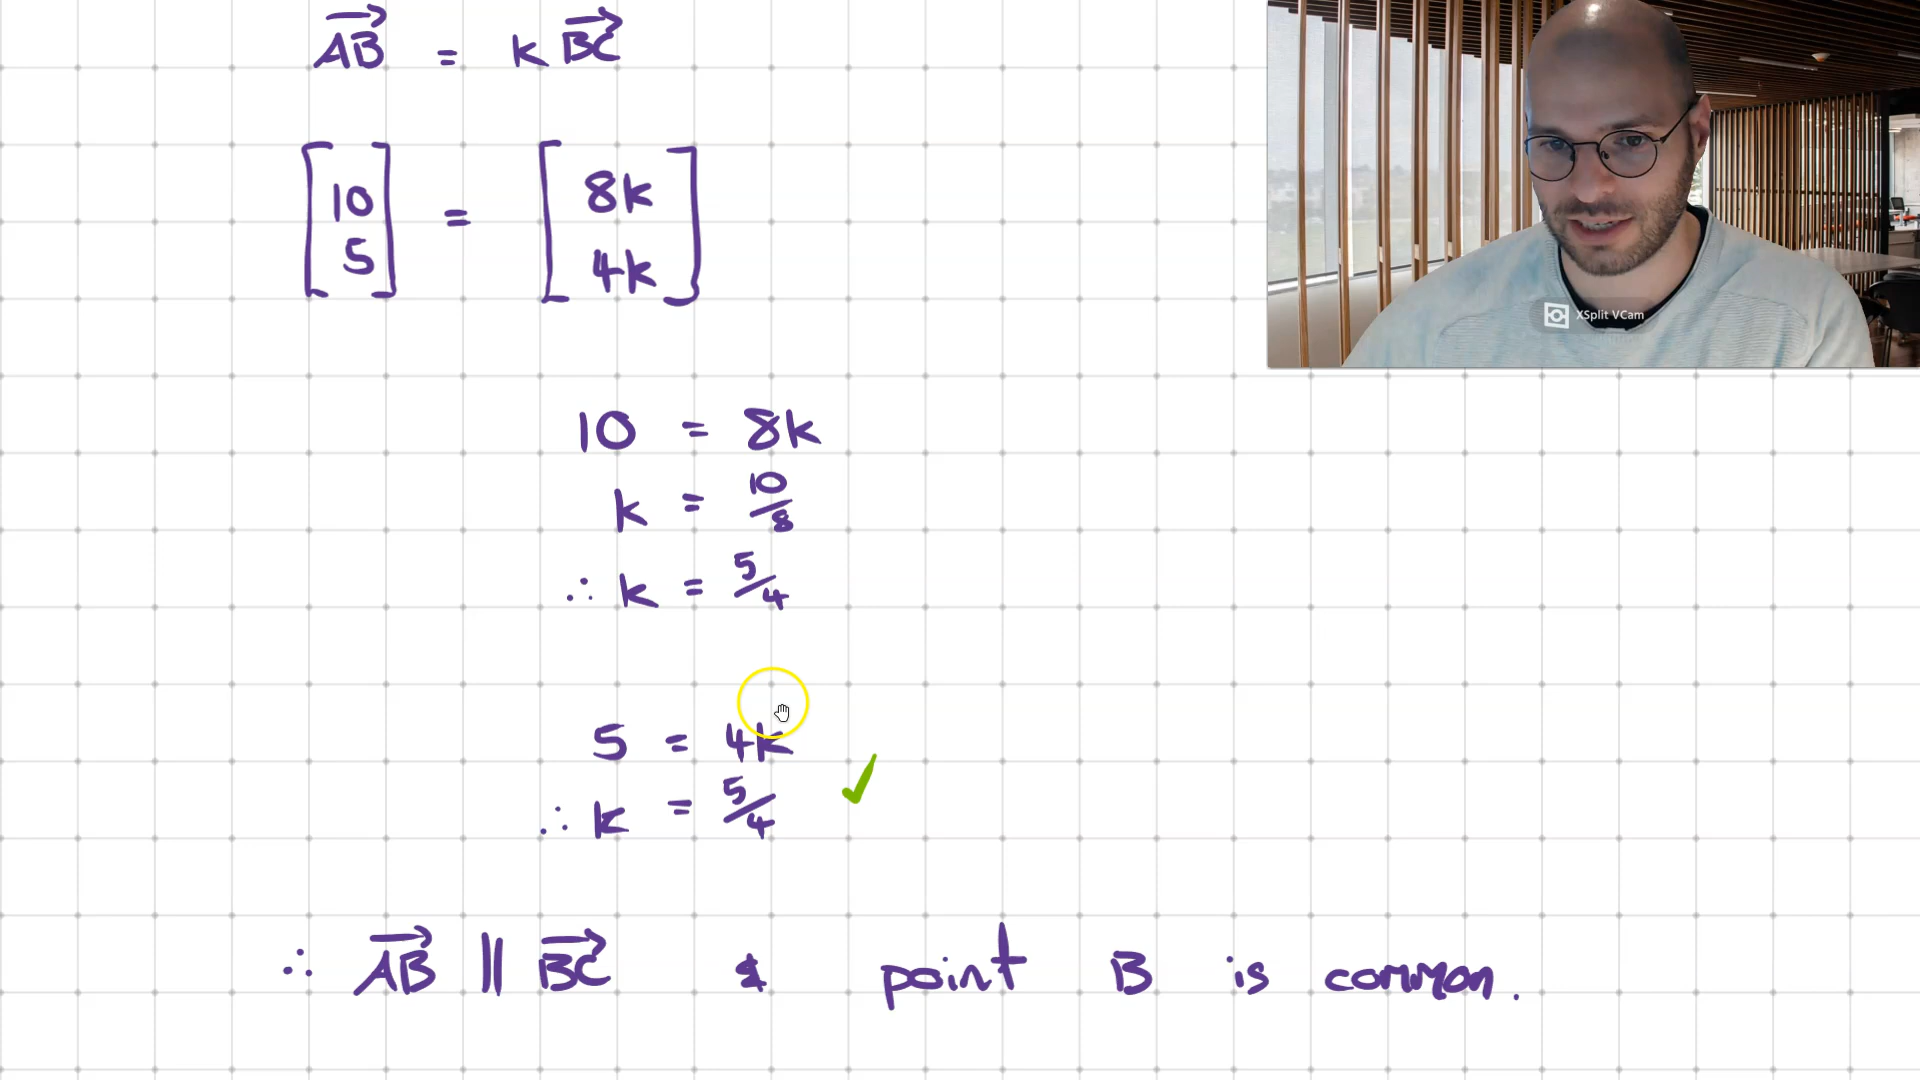 AB = k BC
[10 5] = [8k 4k]
10 = 8k
k = 10/8
∴ k = 5/4
5 = 4k
∴ k = 5/4 ✓
∴ AB || BC & point B is common.
XSplit VCam